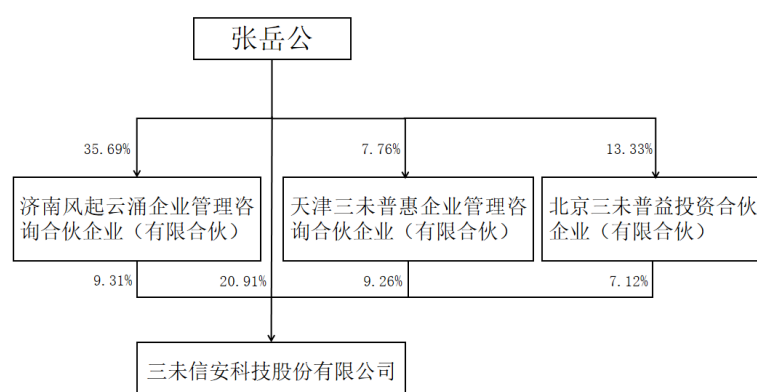 张岳公
35.69%
7.76%
13.33%
济南风起云涌企业管理咨
询合伙企业（有限合伙）
天津三未普惠企业管理咨
询合伙企业（有限合伙）
北京三未普益投资合伙
企业（有限合伙）
9.31%
20.91%
9.26%
7.12%
三未信安科技股份有限公司